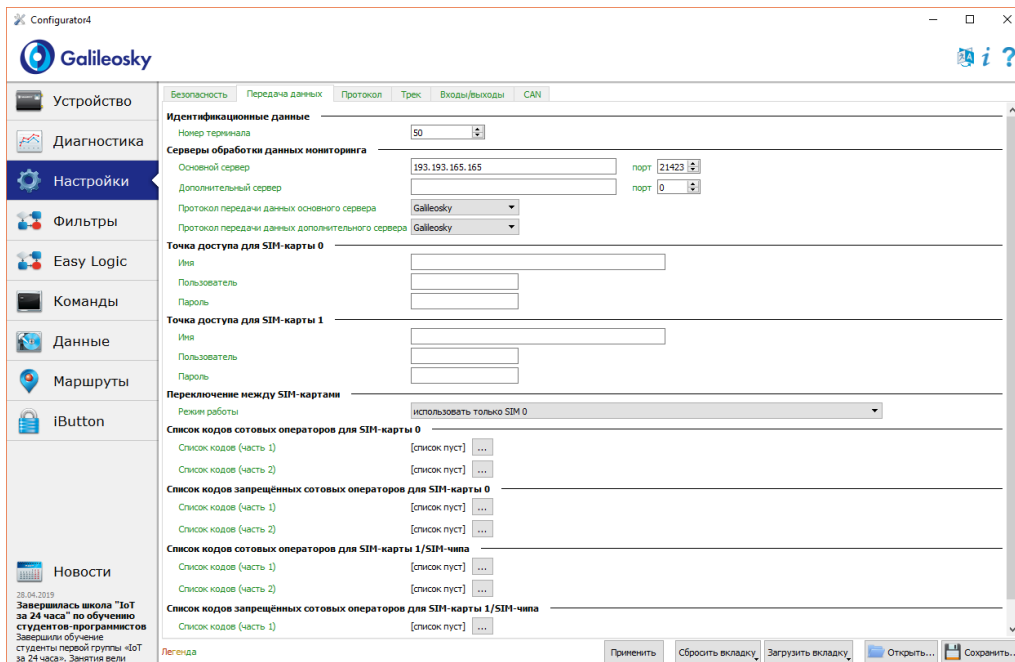 Configurator4
Galileosky
Устройство
Диагностика
Настройки
Фильтры
Easy Logic
Команды
Данные
Маршруты
iButton
Новости
28.04.2019
Завершилась школа "IoT
за 24 часа" по обучению
студентов-программистов
Завершили обучение
студенты первой группы «IoT
за 24 часа». Занятия вели
Безопасность Передача данных Протокол Трек Входы/выходы CAN
Идентификационные данные
Номер терминала 50
Серверы обработки данных мониторинга
Основной сервер 193.193.165.165 порт 21423
Дополнительный сервер порт 0
Протокол передачи данных основного сервера Galileosky
Протокол передачи данных дополнительного сервера Galileosky
Точка доступа для SIM-карты 0
Имя
Пользователь
Пароль
Точка доступа для SIM-карты 1
Имя
Пользователь
Пароль
Переключение между SIM-картами
Режим работы использовать только SIM 0
Список кодов сотовых операторов для SIM-карты 0
Список кодов (часть 1) [список пуст] ...
Список кодов (часть 2) [список пуст] ...
Список кодов запрещённых сотовых операторов для SIM-карты 0
Список кодов (часть 1) [список пуст] ...
Список кодов (часть 2) [список пуст] ...
Список кодов сотовых операторов для SIM-карты 1/SIM-чипа
Список кодов (часть 1) [список пуст] ...
Список кодов (часть 2) [список пуст] ...
Список кодов запрещённых сотовых операторов для SIM-карты 1/SIM-чипа
Список кодов (часть 1) [список пуст] ...
Легенда Применить Сбросить вкладку Загрузить вкладку Открыть... Сохранить...